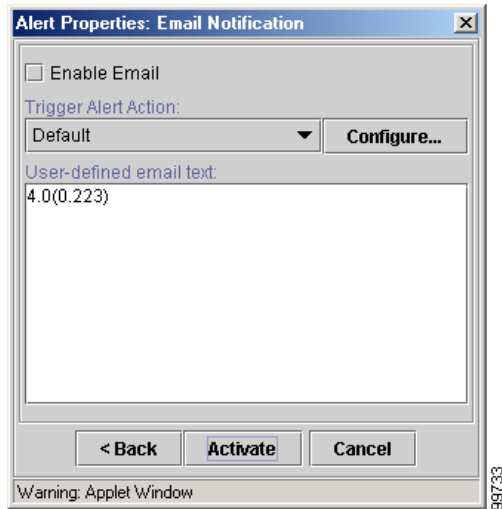 Alert Properties: Email Notification
Enable Email
Trigger Alert Action:
Default
Configure...
User-defined email text:
4.0(0.223)
< Back
Activate
Cancel
Warning: Applet Window
99733